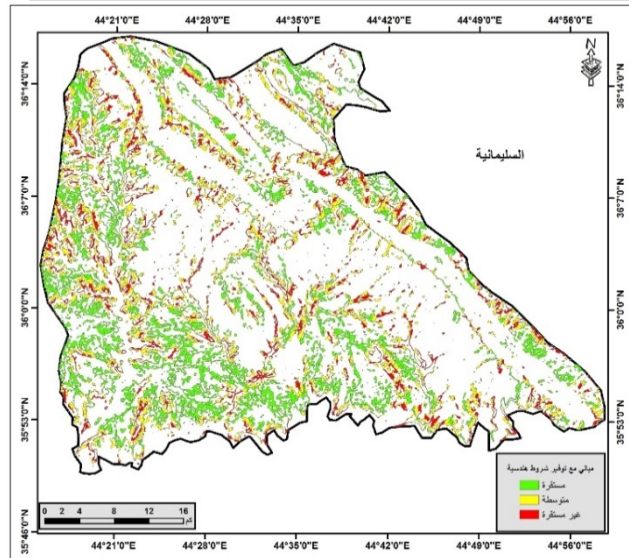 44°21'0"E 44°28'0"E 44°35'0"E 44°42'0"E 44°49'0"E 44°56'0"E
N
36°14'0"N 36°14'0"N
السليمانية
36°7'0"N 36°7'0"N
36°0'0"N 36°0'0"N
35°53'0"N 35°53'0"N
مباني مع توفير شروط هندسية
مستقرة
متوسطة
غير مستقرة
0 2 4 8 12 16
كم
35°46'0"N
44°21'0"E 44°28'0"E 44°35'0"E 44°42'0"E 44°49'0"E 44°56'0"E